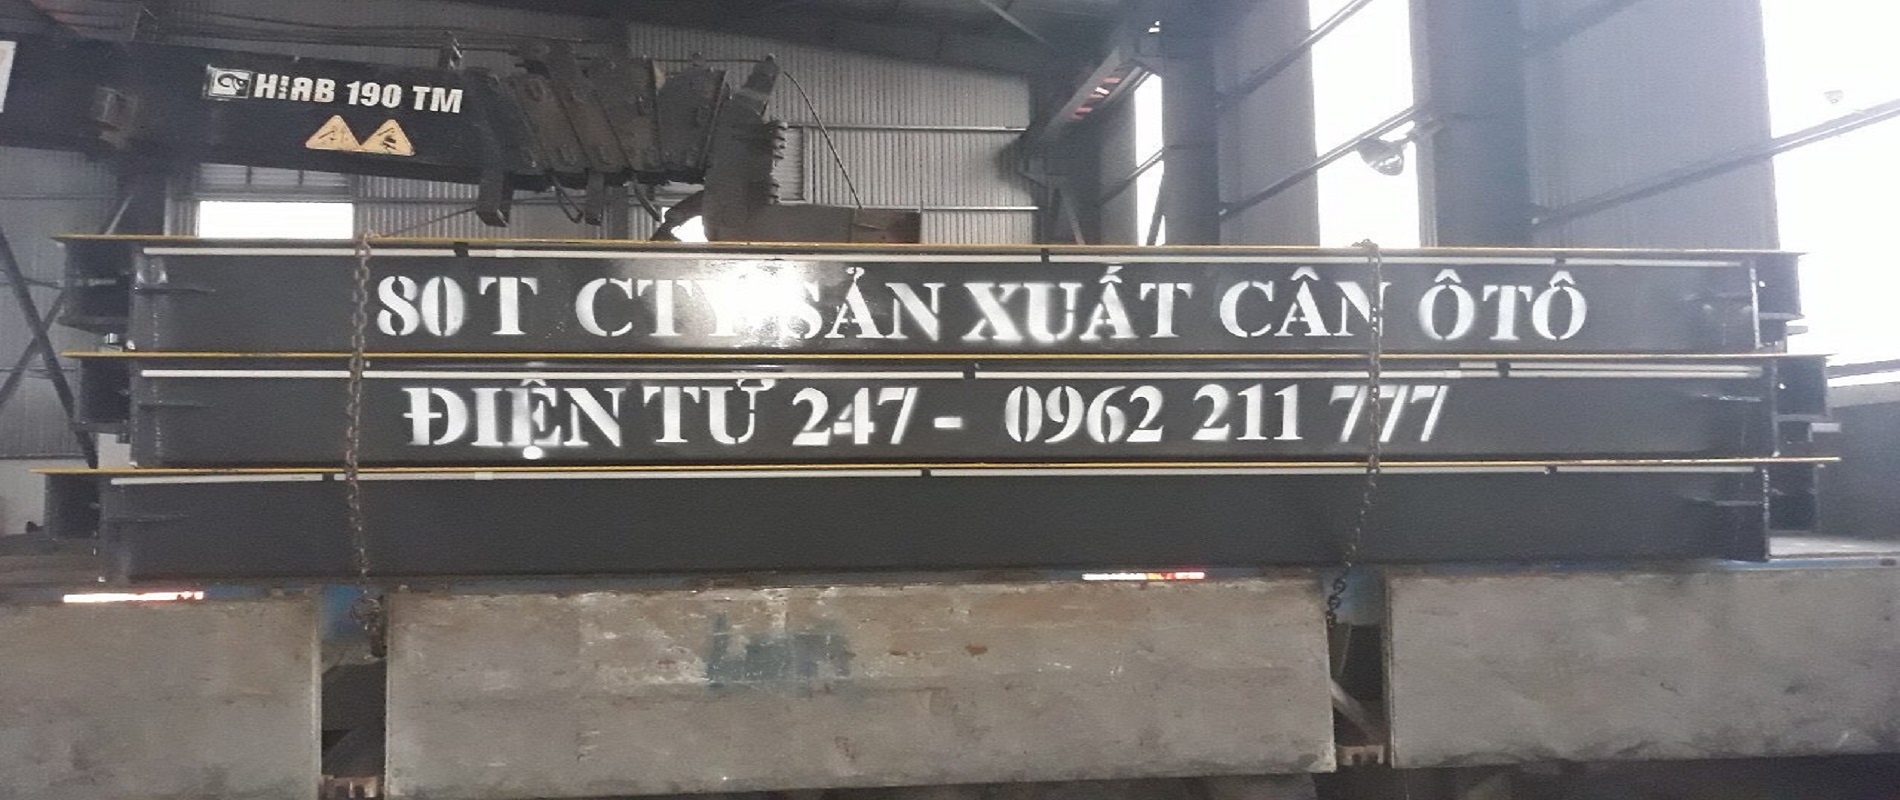 HIAB 190 TM
80 T CTY SẢN XUẤT CÂN ÔTÔ
ĐIỆN TỬ 247 - 0962 211 777